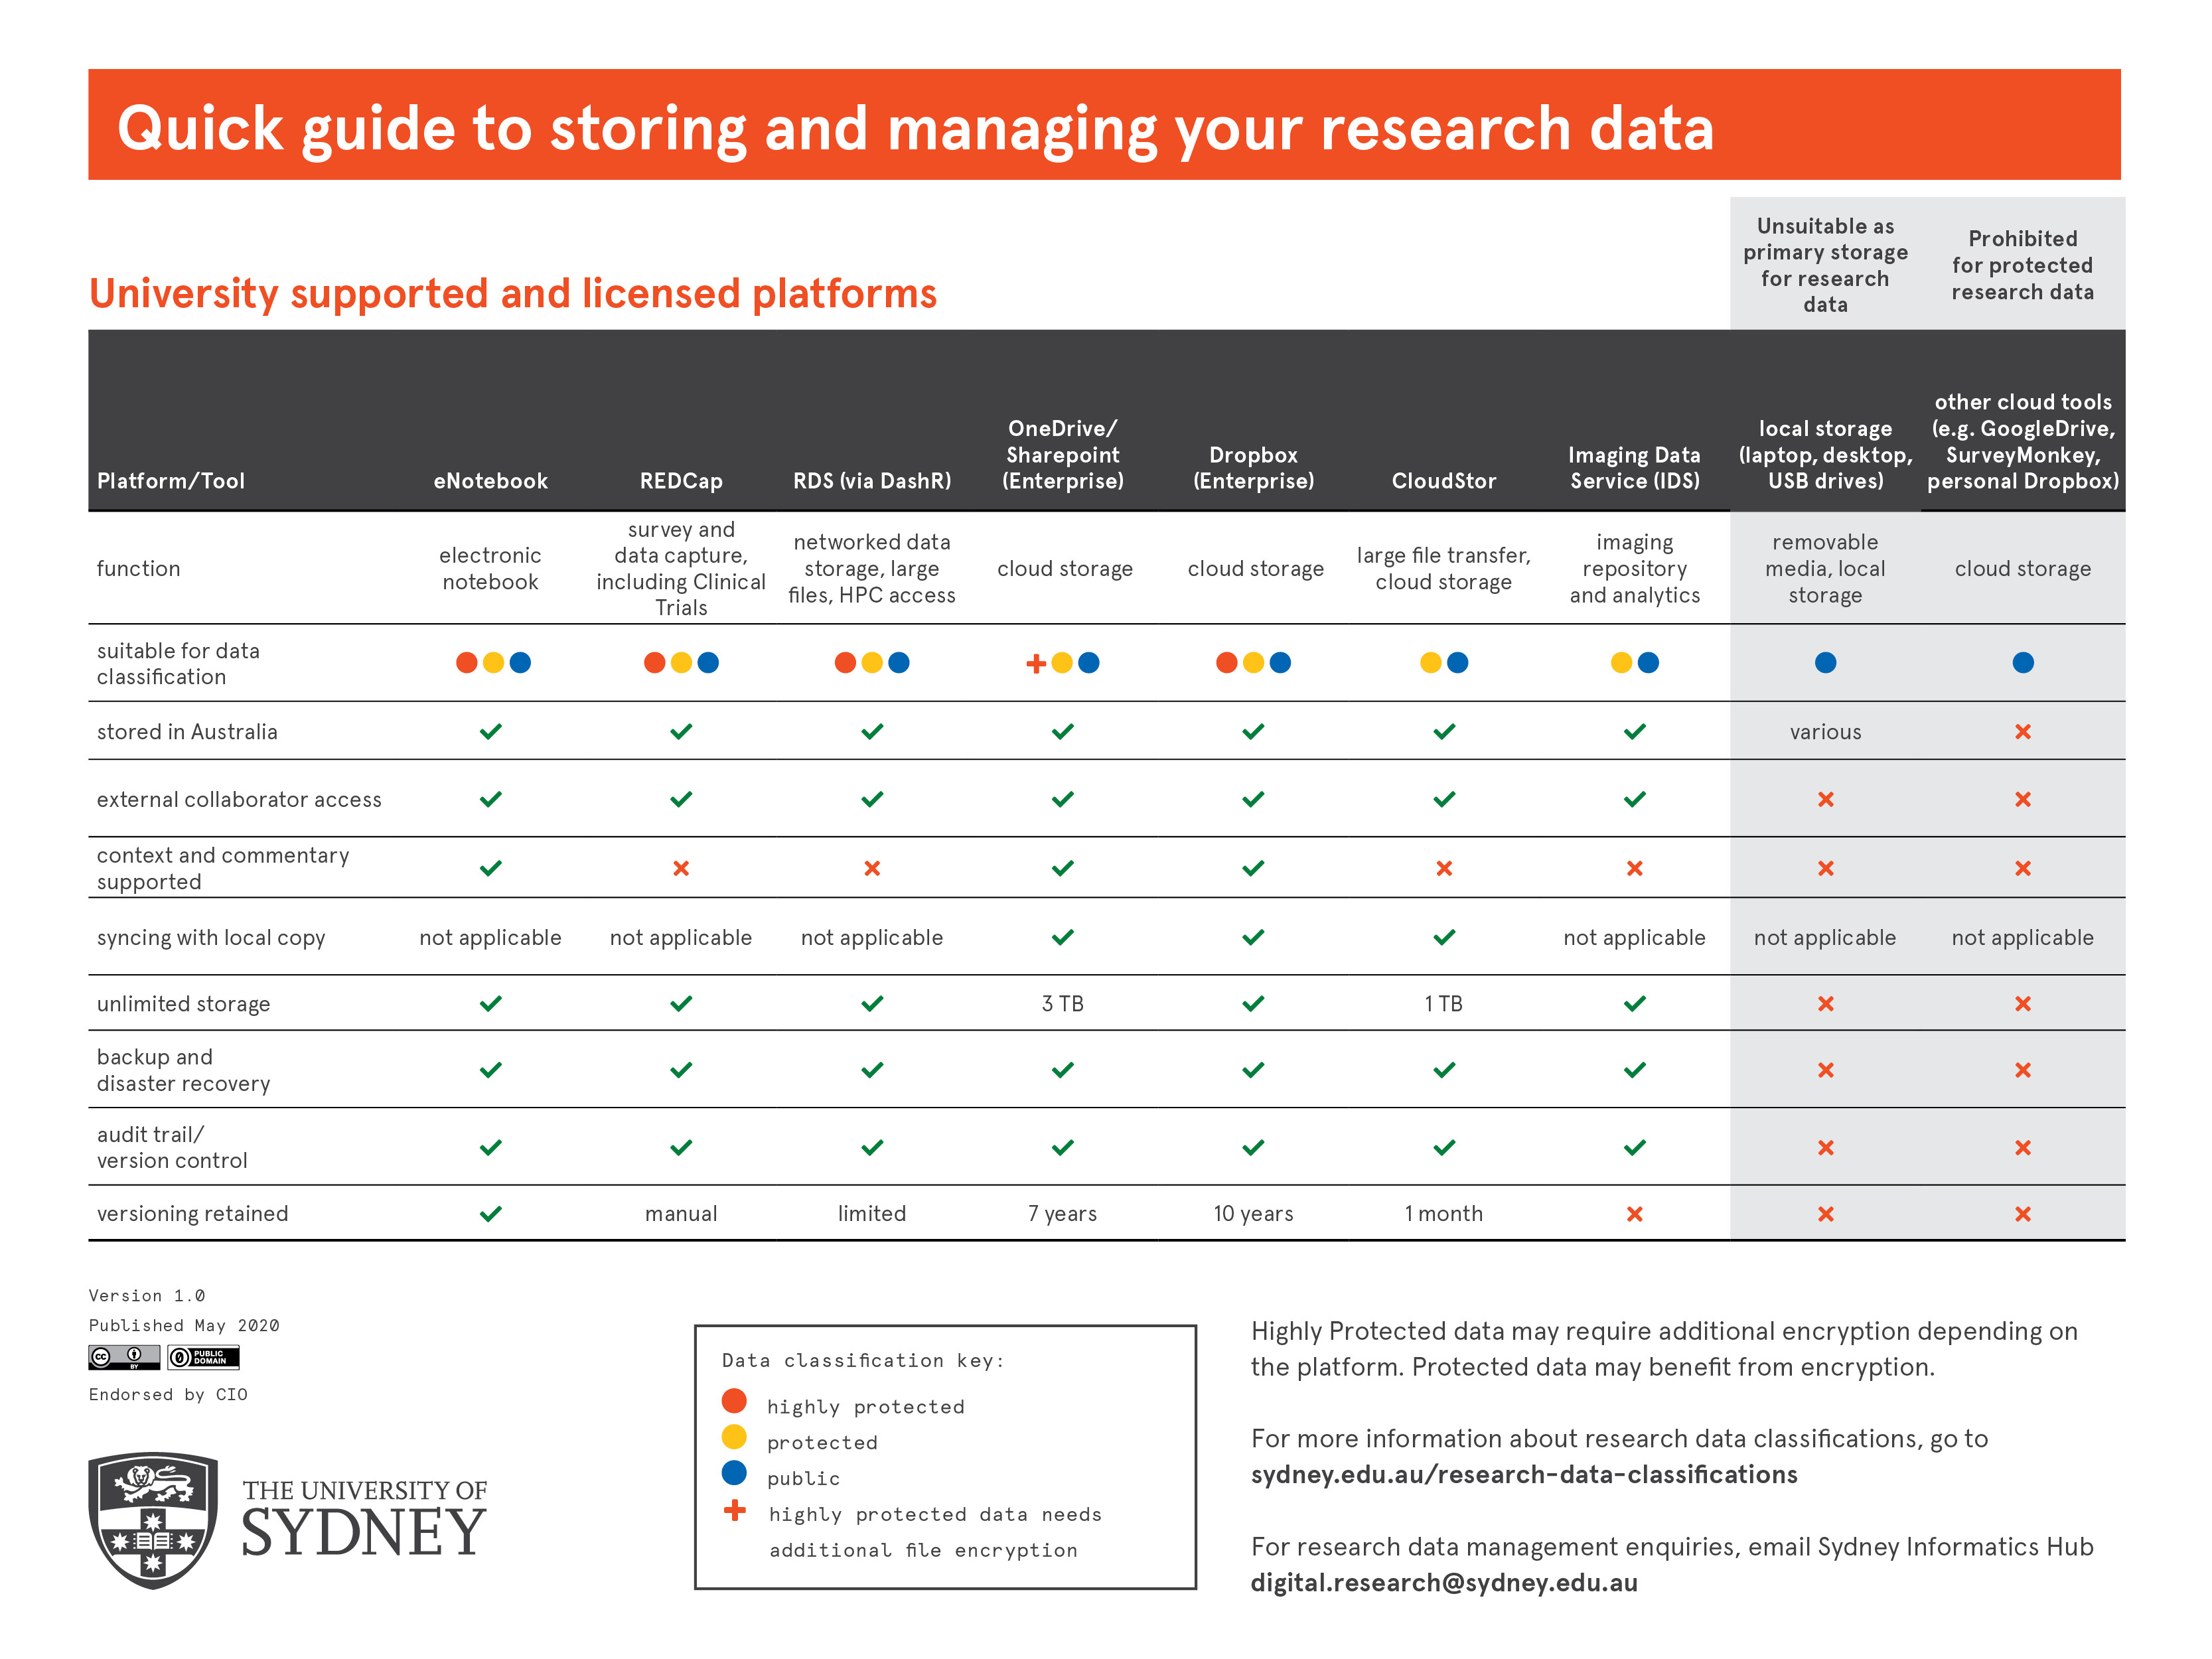 Quick guide to storing and managing your research data
Unsuitable as
primary storage
for research
data
Prohibited
for protected
research data
University supported and licensed platforms
Platform/Tool
eNotebook
REDCap
RDS (via DashR)
OneDrive/
Sharepoint
(Enterprise)
Dropbox
(Enterprise)
CloudStor
Imaging Data
Service (IDS)
local storage
(laptop, desktop,
USB drives)
other cloud tools
(e.g. GoogleDrive,
SurveyMonkey,
personal Dropbox)
function
electronic
notebook
survey and
data capture,
including Clinical
Trials
networked data
storage, large
files, HPC access
cloud storage
cloud storage
large file transfer,
cloud storage
imaging
repository
and analytics
removable
media, local
storage
cloud storage
suitable for data
classification
stored in Australia
various
external collaborator access
context and commentary
supported
syncing with local copy
not applicable
not applicable
not applicable
not applicable
not applicable
not applicable
unlimited storage
3 TB
1 TB
backup and
disaster recovery
audit trail/
version control
versioning retained
manual
limited
7 years
10 years
1 month
Version 1.0
Published May 2020
cc BY PUBLIC DOMAIN
Endorsed by CIO
THE UNIVERSITY OF
SYDNEY
Data classification key:
highly protected
protected
public
highly protected data needs
additional file encryption
Highly Protected data may require additional encryption depending on
the platform. Protected data may benefit from encryption.
For more information about research data classifications, go to
sydney.edu.au/research-data-classifications
For research data management enquiries, email Sydney Informatics Hub
digital.research@sydney.edu.au